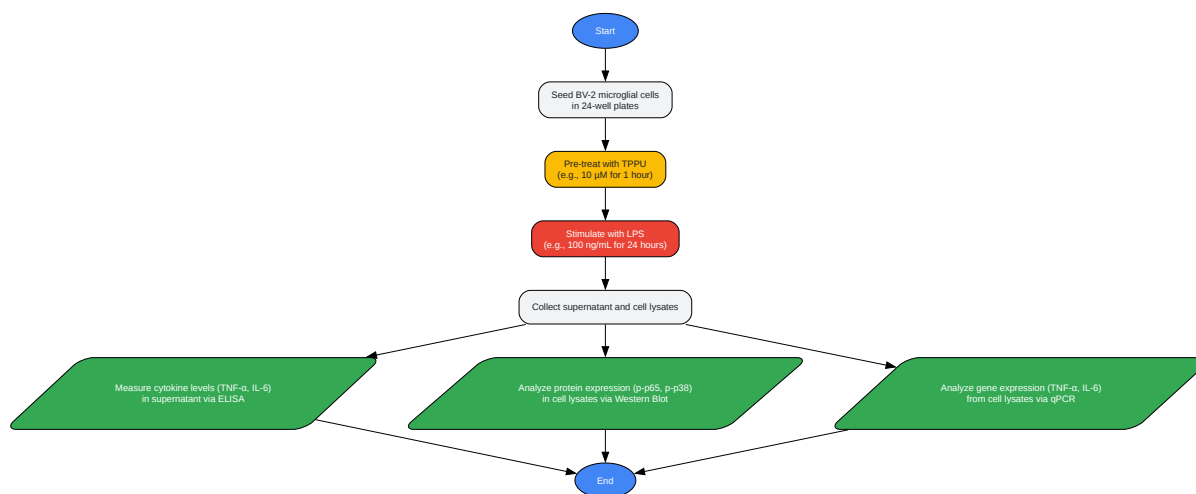 Start
Seed BV-2 microglial cells
in 24-well plates
Pre-treat with TPPU
(e.g., 10 µM for 1 hour)
Stimulate with LPS
(e.g., 100 ng/mL for 24 hours)
Collect supernatant and cell lysates
Measure cytokine levels (TNF-α, IL-6)
in supernatant via ELISA
Analyze protein expression (p-p65, p-p38)
in cell lysates via Western Blot
Analyze gene expression (TNF-α, IL-6)
from cell lysates via qPCR
End